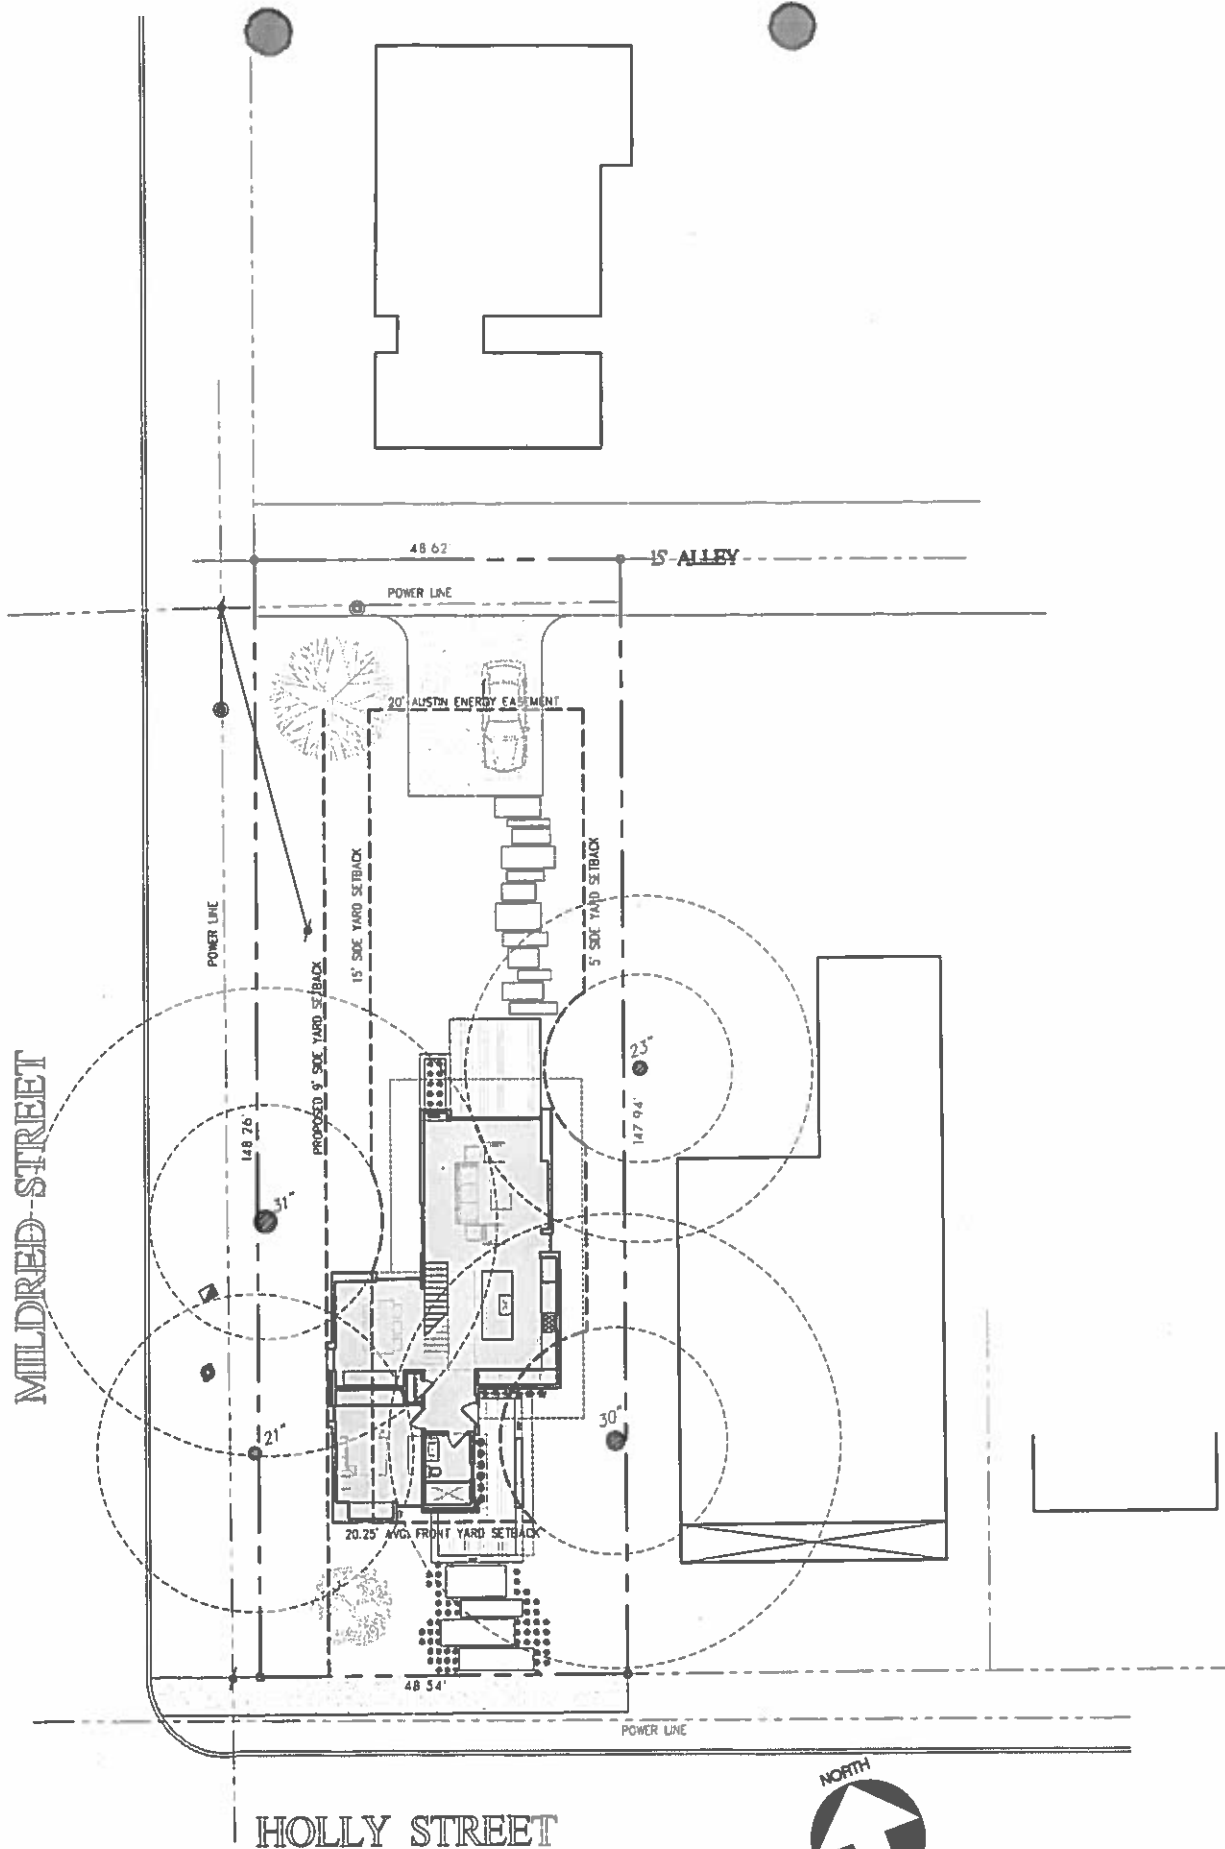 48 62'
15' ALLEY
POWER LINE
20' AUSTIN ENERGY EASEMENT
15' SIDE YARD SETBACK
5' SIDE YARD SETBACK
POWER LINE
PROPOSED 9' SIDE YARD SETBACK
MILDRED STREET
23"
147 94'
148 26'
31"
30"
21"
20.25' AVG. FRONT YARD SETBACK
48 54'
POWER LINE
NORTH
HOLLY STREET